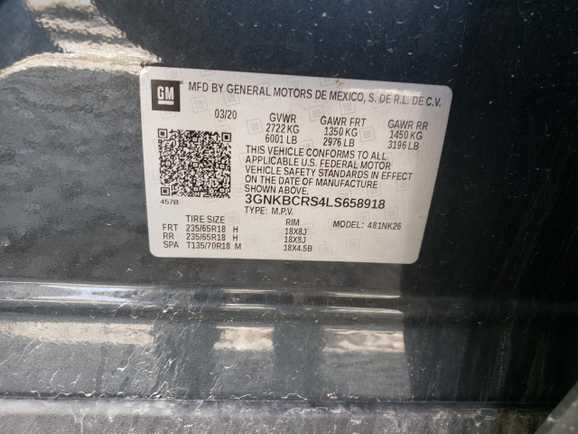 GM
MFD BY GENERAL MOTORS DE MEXICO, S. DE R.L. DE C.V.
03/20 GVWR GAWR FRT GAWR RR
2722 KG 1350 KG 1450 KG
6001 LB 2976 LB 3196 LB
THIS VEHICLE CONFORMS TO ALL
APPLICABLE U.S. FEDERAL MOTOR
VEHICLE SAFETY STANDARDS IN EFFECT
ON THE DATE OF MANUFACTURE
SHOWN ABOVE.
457B 3GNKBCRS4LS658918
TYPE: M.P.V. MODEL: 481NK26
TIRE SIZE RIM
FRT 235/65R18 H 18X8J
RR 235/65R18 H 18X8J
SPA T135/70R18 M 18X4.5B